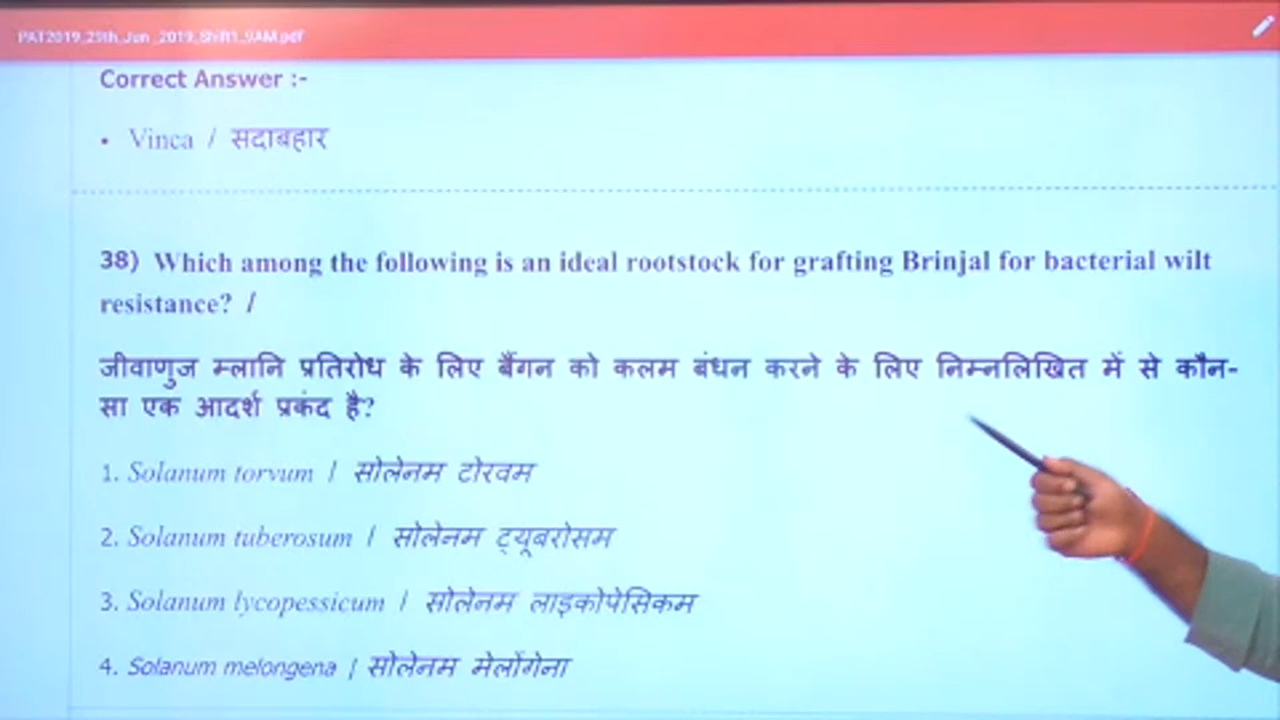 PAT2019_29th_Jun_2019_Shift1_9AM.pdf
Correct Answer :-
• Vinca / सदाबहार
38) Which among the following is an ideal rootstock for grafting Brinjal for bacterial wilt
resistance? /
जीवाणुज म्लानि प्रतिरोध के लिए बैंगन को कलम बंधन करने के लिए निम्नलिखित में से कौन-
सा एक आदर्श प्रकंद है?
1. Solanum torvum / सोलेनम टोरवम
2. Solanum tuberosum / सोलेनम ट्यूबरोसम
3. Solanum lycopessicum / सोलेनम लाइकोपेसिकम
4. Solanum melongena / सोलेनम मेलोंगेना